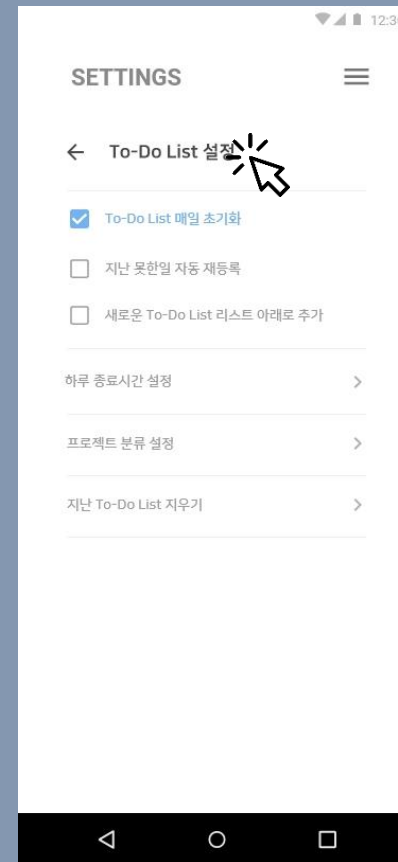 12:3
SETTINGS
To-Do List 설정
To-Do List 매일 초기화
지난 못한일 자동 재등록
새로운 To-Do List 리스트 아래로 추가
하루 종료시간 설정
프로젝트 분류 설정
지난 To-Do List 지우기